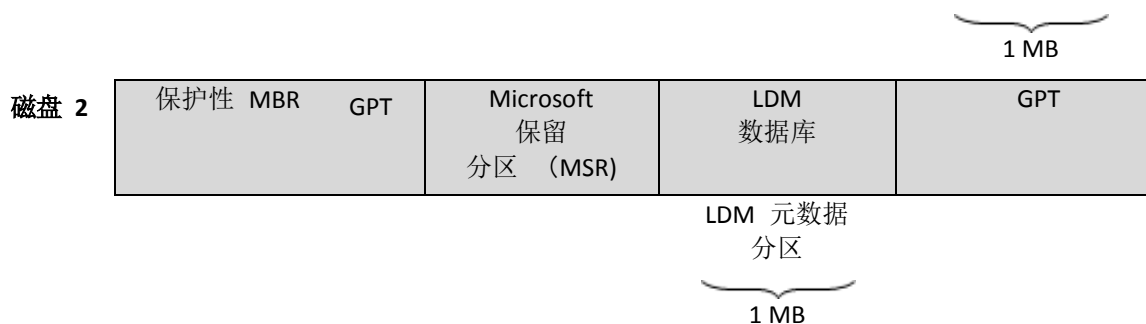 1 MB
磁盘 2
保护性 MBR GPT
Microsoft
保留
分区 （MSR)
LDM
数据库
GPT
LDM 元数据
分区
1 MB